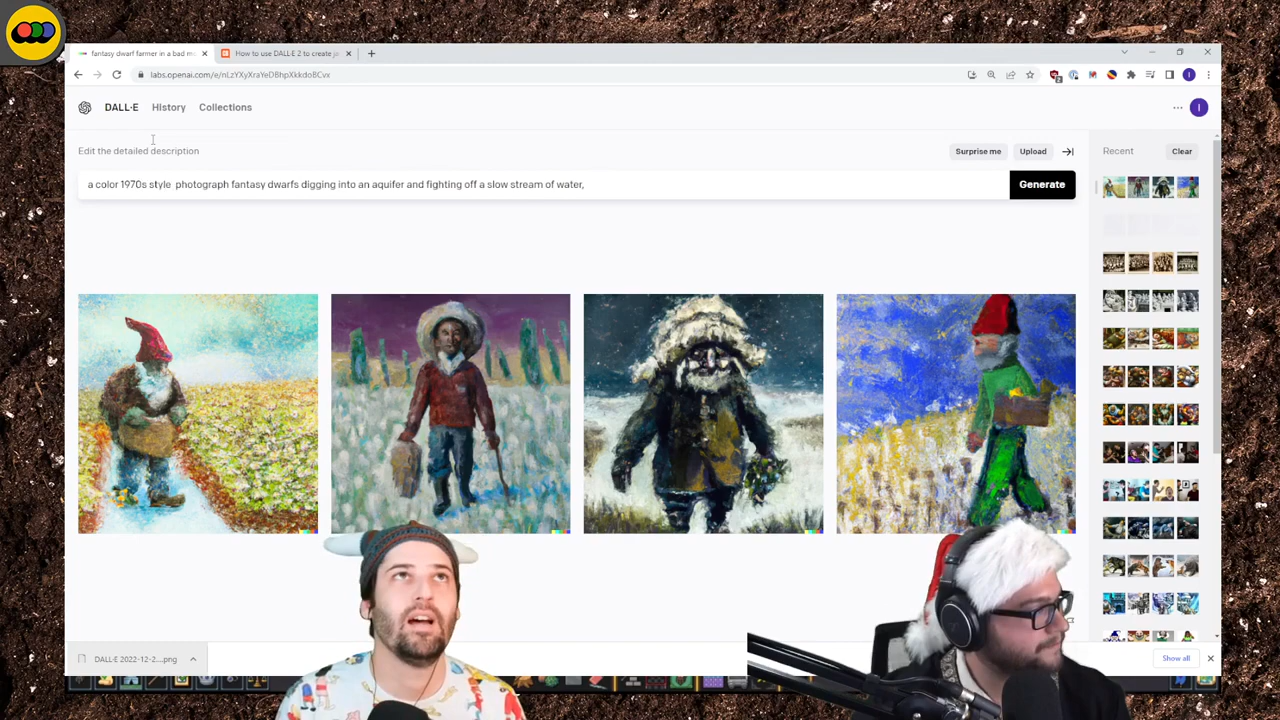 fantasy dwarf farmer in a bad m
How to use DALL·E 2 to create
labs.openai.com/e/nLzYXyXraYeDBhpXkkdo8Cvx
DALL·E
History
Collections
Edit the detailed description
Surprise me
Upload
Recent
Clear
a color 1970s style photograph fantasy dwarfs digging into an aquifer and fighting off a slow stream of water,
Generate
DALL·E 2022-12-2....png
Show all